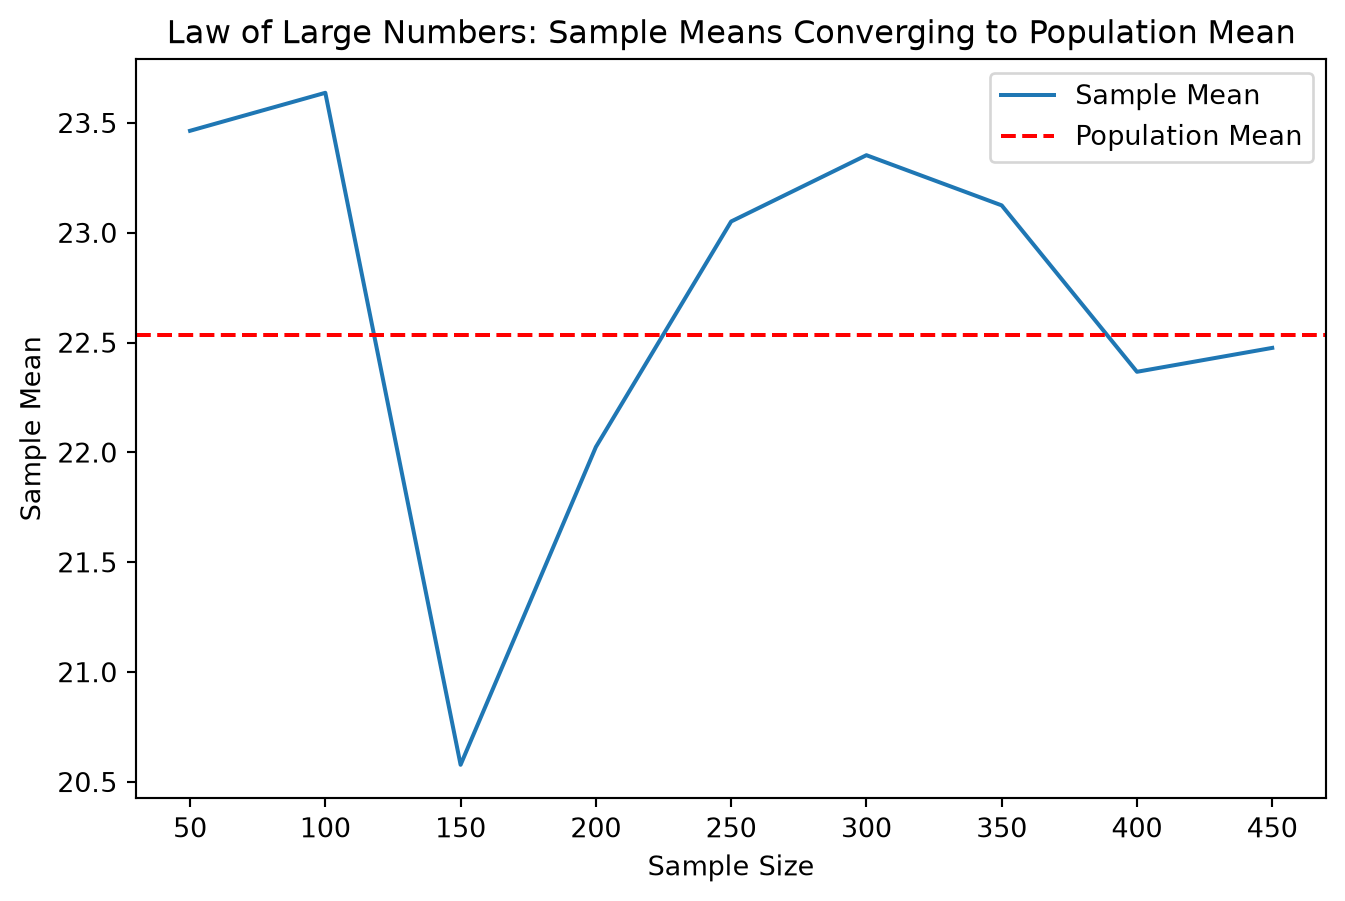 Law of Large Numbers: Sample Means Converging to Population Mean
Sample Mean
Population Mean
23.5
23.0
22.5
22.0
21.5
21.0
20.5
Sample Mean
50 100 150 200 250 300 350 400 450
Sample Size